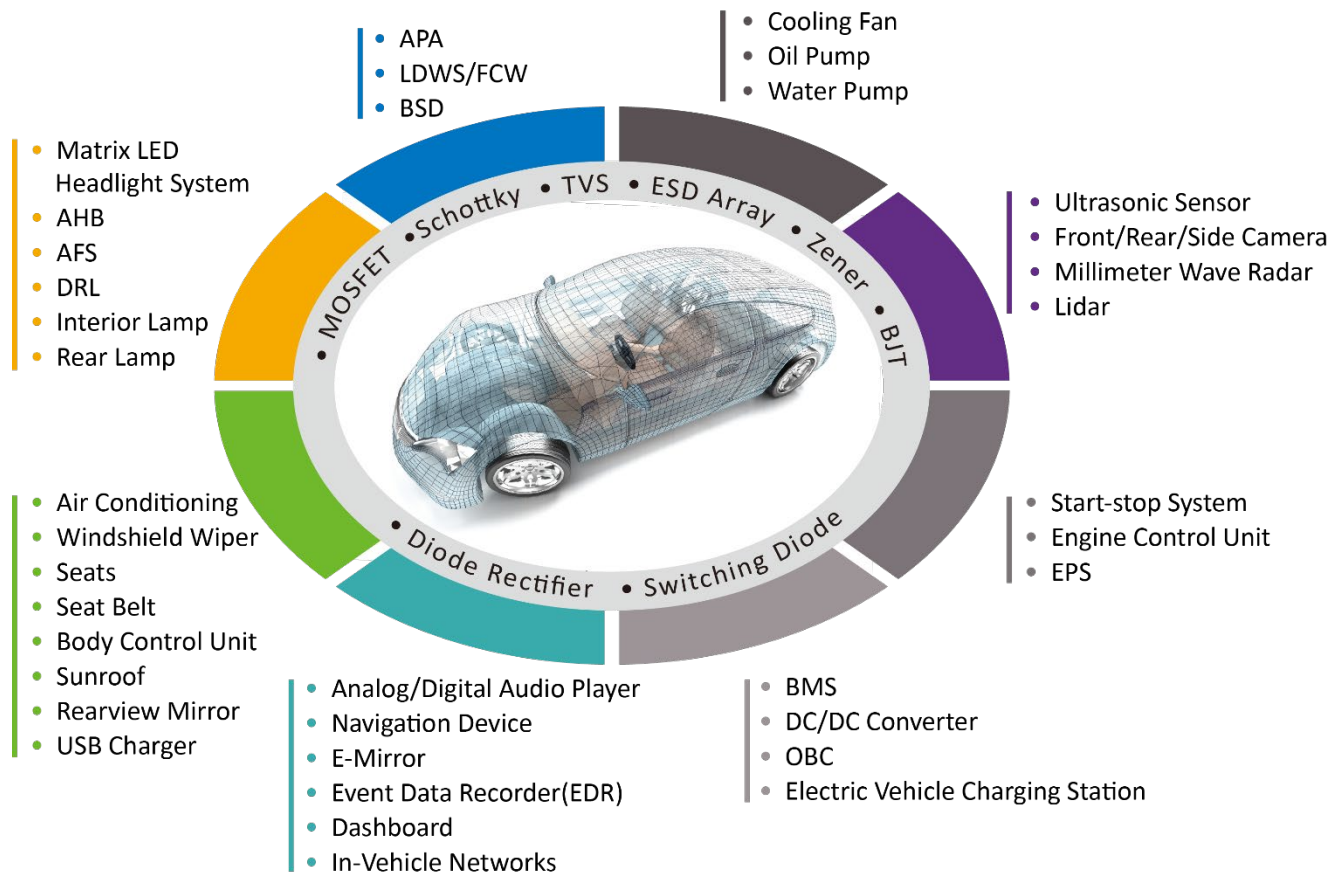 • APA
• LDWS/FCW
• BSD
• Cooling Fan
• Oil Pump
• Water Pump
• Matrix LED
Headlight System
• AHB
• AFS
• DRL
• Interior Lamp
• Rear Lamp
• Ultrasonic Sensor
• Front/Rear/Side Camera
• Millimeter Wave Radar
• Lidar
• MOSFET
• Schottky
• TVS
• ESD Array
• Zener
• BJT
• Diode Rectifier
• Switching Diode
• Air Conditioning
• Windshield Wiper
• Seats
• Seat Belt
• Body Control Unit
• Sunroof
• Rearview Mirror
• USB Charger
• Start-stop System
• Engine Control Unit
• EPS
• Analog/Digital Audio Player
• Navigation Device
• E-Mirror
• Event Data Recorder(EDR)
• Dashboard
• In-Vehicle Networks
• BMS
• DC/DC Converter
• OBC
• Electric Vehicle Charging Station